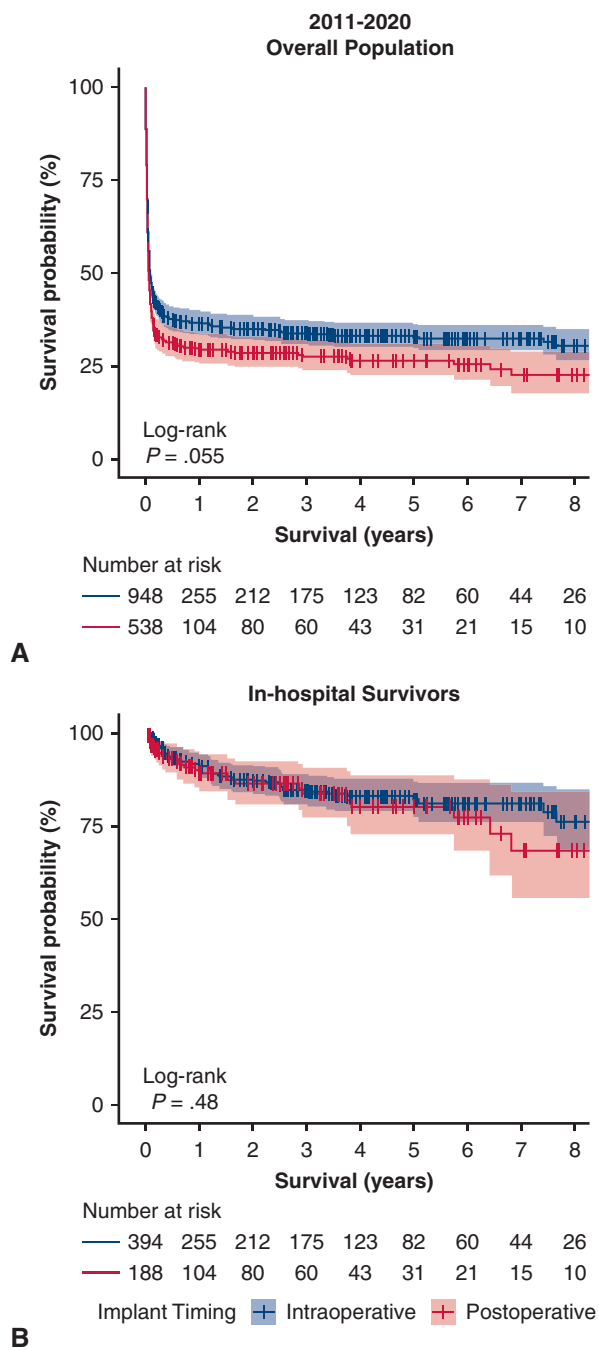 2011-2020
Overall Population
100
75
50
25
0
Survival probability (%)
Log-rank
P = .055
0 1 2 3 4 5 6 7 8
Survival (years)
Number at risk
948 255 212 175 123 82 60 44 26
538 104 80 60 43 31 21 15 10
A
In-hospital Survivors
100
75
50
25
0
Survival probability (%)
Log-rank
P = .48
0 1 2 3 4 5 6 7 8
Survival (years)
Number at risk
394 255 212 175 123 82 60 44 26
188 104 80 60 43 31 21 15 10
Implant Timing Intraoperative Postoperative
B